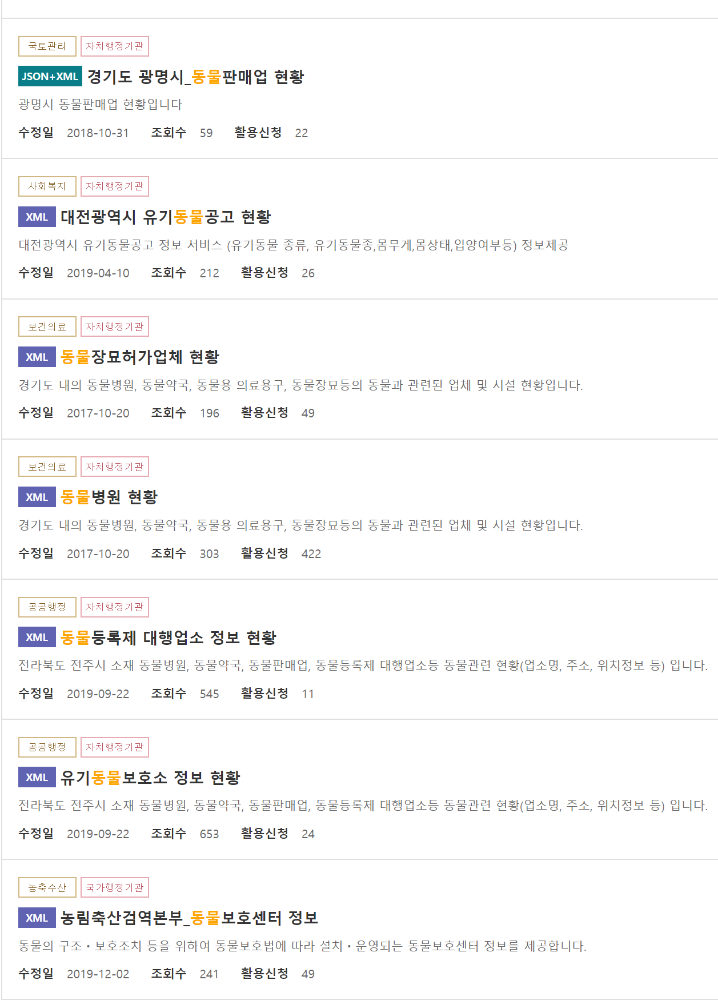 국토관리 자치행정기관
JSON+XML 경기도 광명시_동물판매업 현황
광명시 동물판매업 현황입니다
수정일 2018-10-31 조회수 59 활용신청 22
사회복지 자치행정기관
XML 대전광역시 유기동물공고 현황
대전광역시 유기동물공고 정보 서비스 (유기동물 종류, 유기동물종,몸무게,몸상태,입양여부등) 정보제공
수정일 2019-04-10 조회수 212 활용신청 26
보건의료 자치행정기관
XML 동물장묘허가업체 현황
경기도 내의 동물병원, 동물약국, 동물용 의료용구, 동물장묘등의 동물과 관련된 업체 및 시설 현황입니다.
수정일 2017-10-20 조회수 196 활용신청 49
보건의료 자치행정기관
XML 동물병원 현황
경기도 내의 동물병원, 동물약국, 동물용 의료용구, 동물장묘등의 동물과 관련된 업체 및 시설 현황입니다.
수정일 2017-10-20 조회수 303 활용신청 422
공공행정 자치행정기관
XML 동물등록제 대행업소 정보 현황
전라북도 전주시 소재 동물병원, 동물약국, 동물판매업, 동물등록제 대행업소등 동물관련 현황(업소명, 주소, 위치정보 등) 입니다.
수정일 2019-09-22 조회수 545 활용신청 11
공공행정 자치행정기관
XML 유기동물보호소 정보 현황
전라북도 전주시 소재 동물병원, 동물약국, 동물판매업, 동물등록제 대행업소등 동물관련 현황(업소명, 주소, 위치정보 등) 입니다.
수정일 2019-09-22 조회수 653 활용신청 24
농축수산 국가행정기관
XML 농림축산검역본부_동물보호센터 정보
동물의 구조・보호조치 등을 위하여 동물보호법에 따라 설치・운영되는 동물보호센터 정보를 제공합니다.
수정일 2019-12-02 조회수 241 활용신청 49